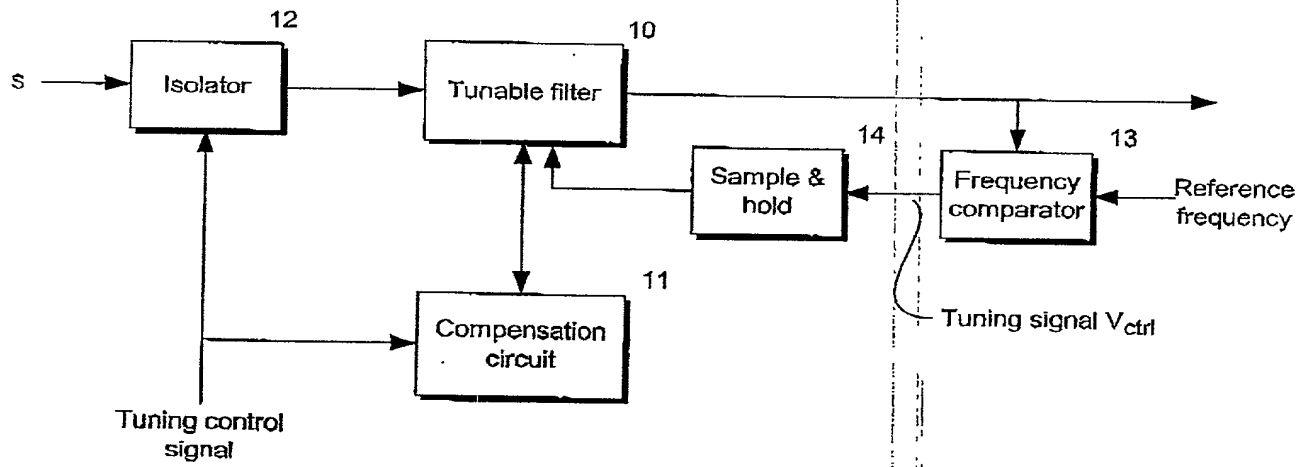 12
10
S
Isolator
Tunable filter
14
13
Sample &
hold
Frequency
comparator
Reference
frequency
11
Compensation
circuit
Tuning signal Vctrl
Tuning control
signal